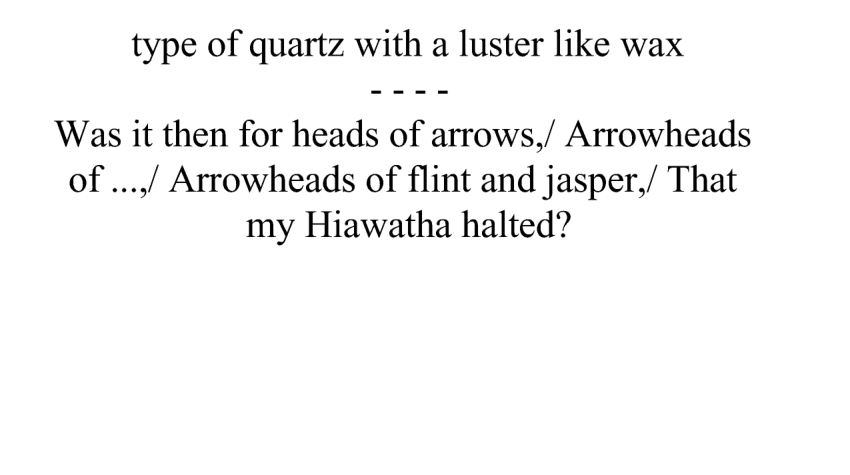 type of quartz with a luster like wax
- - - -
Was it then for heads of arrows,/ Arrowheads
of ...,/ Arrowheads of flint and jasper,/ That
my Hiawatha halted?